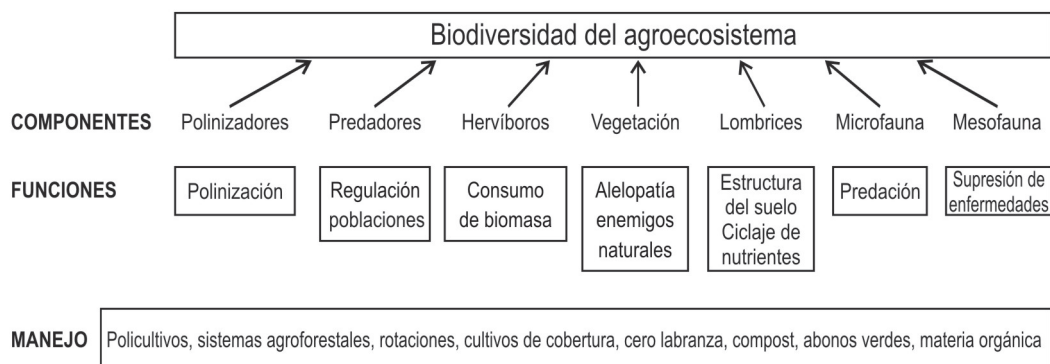 Biodiversidad del agroecosistema
COMPONENTES Polinizadores Predadores Hervíboros Vegetación Lombrices Microfauna Mesofauna
FUNCIONES
Polinización
Regulación
poblaciones
Consumo
de biomasa
Alelopatía
enemigos
naturales
Estructura
del suelo
Ciclaje de
nutrientes
Predación
Supresión de
enfermedades
MANEJO Policultivos, sistemas agroforestales, rotaciones, cultivos de cobertura, cero labranza, compost, abonos verdes, materia orgánica